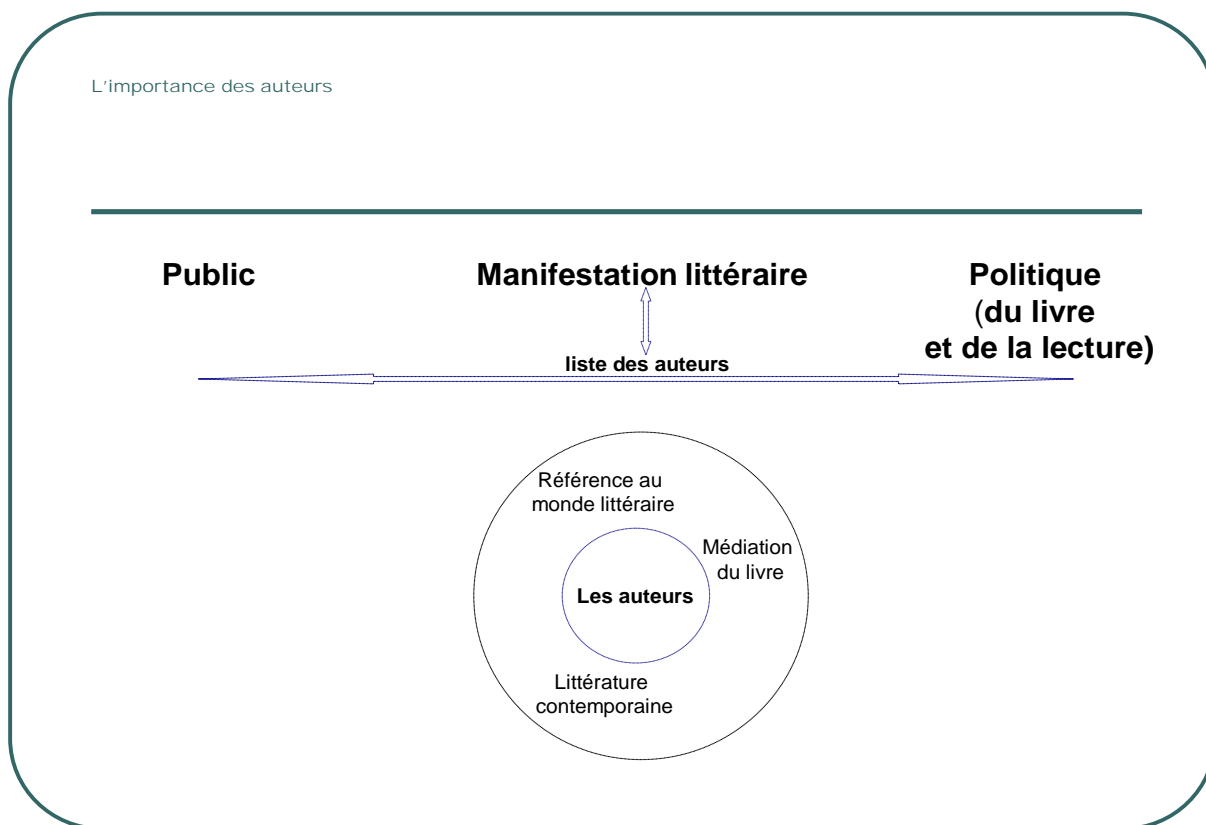 L'importance des auteurs
Public
Manifestation littéraire
Politique
(du livre
et de la lecture)
liste des auteurs
Référence au
monde littéraire
Médiation
du livre
Les auteurs
Littérature
contemporaine